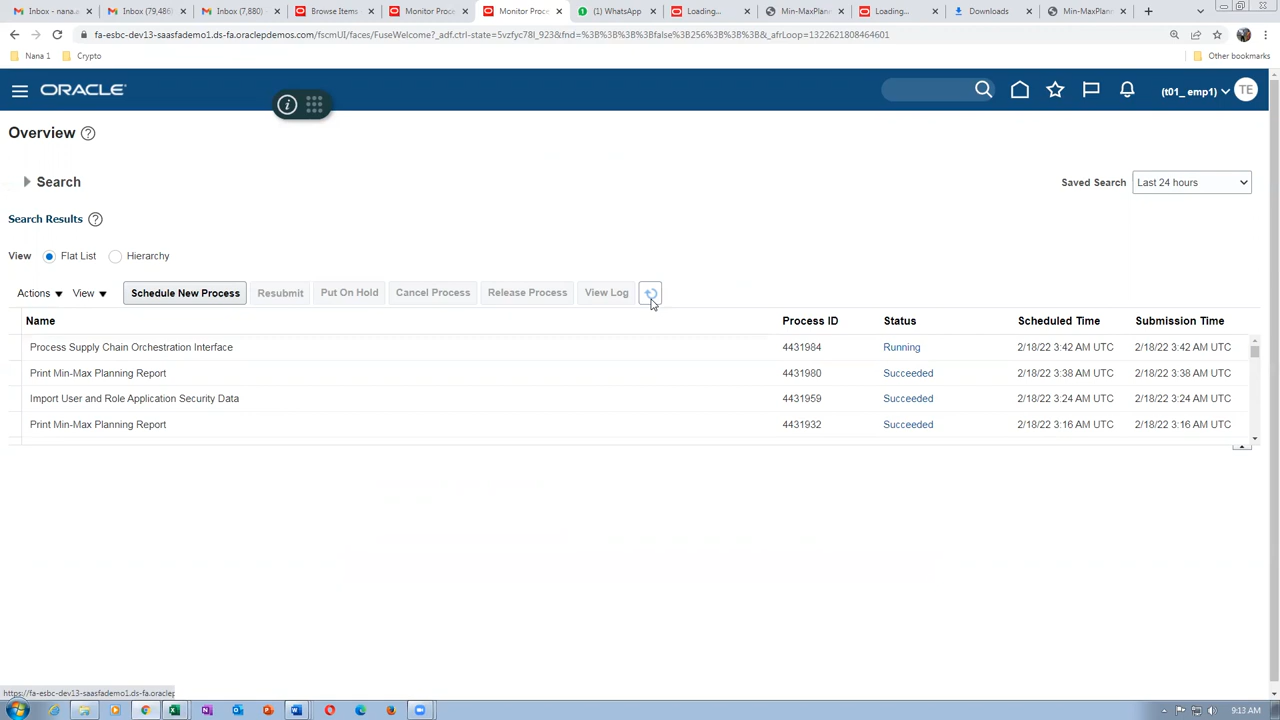 Inbox - nana.a
Inbox (79,486)
Inbox (7,880)
Browse Items
Monitor Proce
Monitor Proce
(1) WhatsApp
Loading...
Min-MaxPlann
Loading...
Downloads
Min-MaxPlann
fa-esbc-dev13-saasfademo1.ds-fa.oraclepdemos.com/fscmUI/faces/FuseWelcome?_adf.ctrl-state=5vzfyc78l_923&fnd=%3B%3B%3B%3Bfalse%3B256%3B%3B%3B&_afrLoop=1322621808464601
Nana 1
Crypto
Other bookmarks
ORACLE
(t01_ emp1)
TE
Overview
Search
Saved Search
Last 24 hours
Search Results
View
Flat List
Hierarchy
Actions
View
Schedule New Process
Resubmit
Put On Hold
Cancel Process
Release Process
View Log
Name Process ID Status Scheduled Time Submission Time
Process Supply Chain Orchestration Interface 4431984 Running 2/18/22 3:42 AM UTC 2/18/22 3:42 AM UTC
Print Min-Max Planning Report 4431980 Succeeded 2/18/22 3:38 AM UTC 2/18/22 3:38 AM UTC
Import User and Role Application Security Data 4431959 Succeeded 2/18/22 3:24 AM UTC 2/18/22 3:24 AM UTC
Print Min-Max Planning Report 4431932 Succeeded 2/18/22 3:16 AM UTC 2/18/22 3:16 AM UTC
https://fa-esbc-dev13-saasfademo1.ds-fa.oraclep
9:13 AM